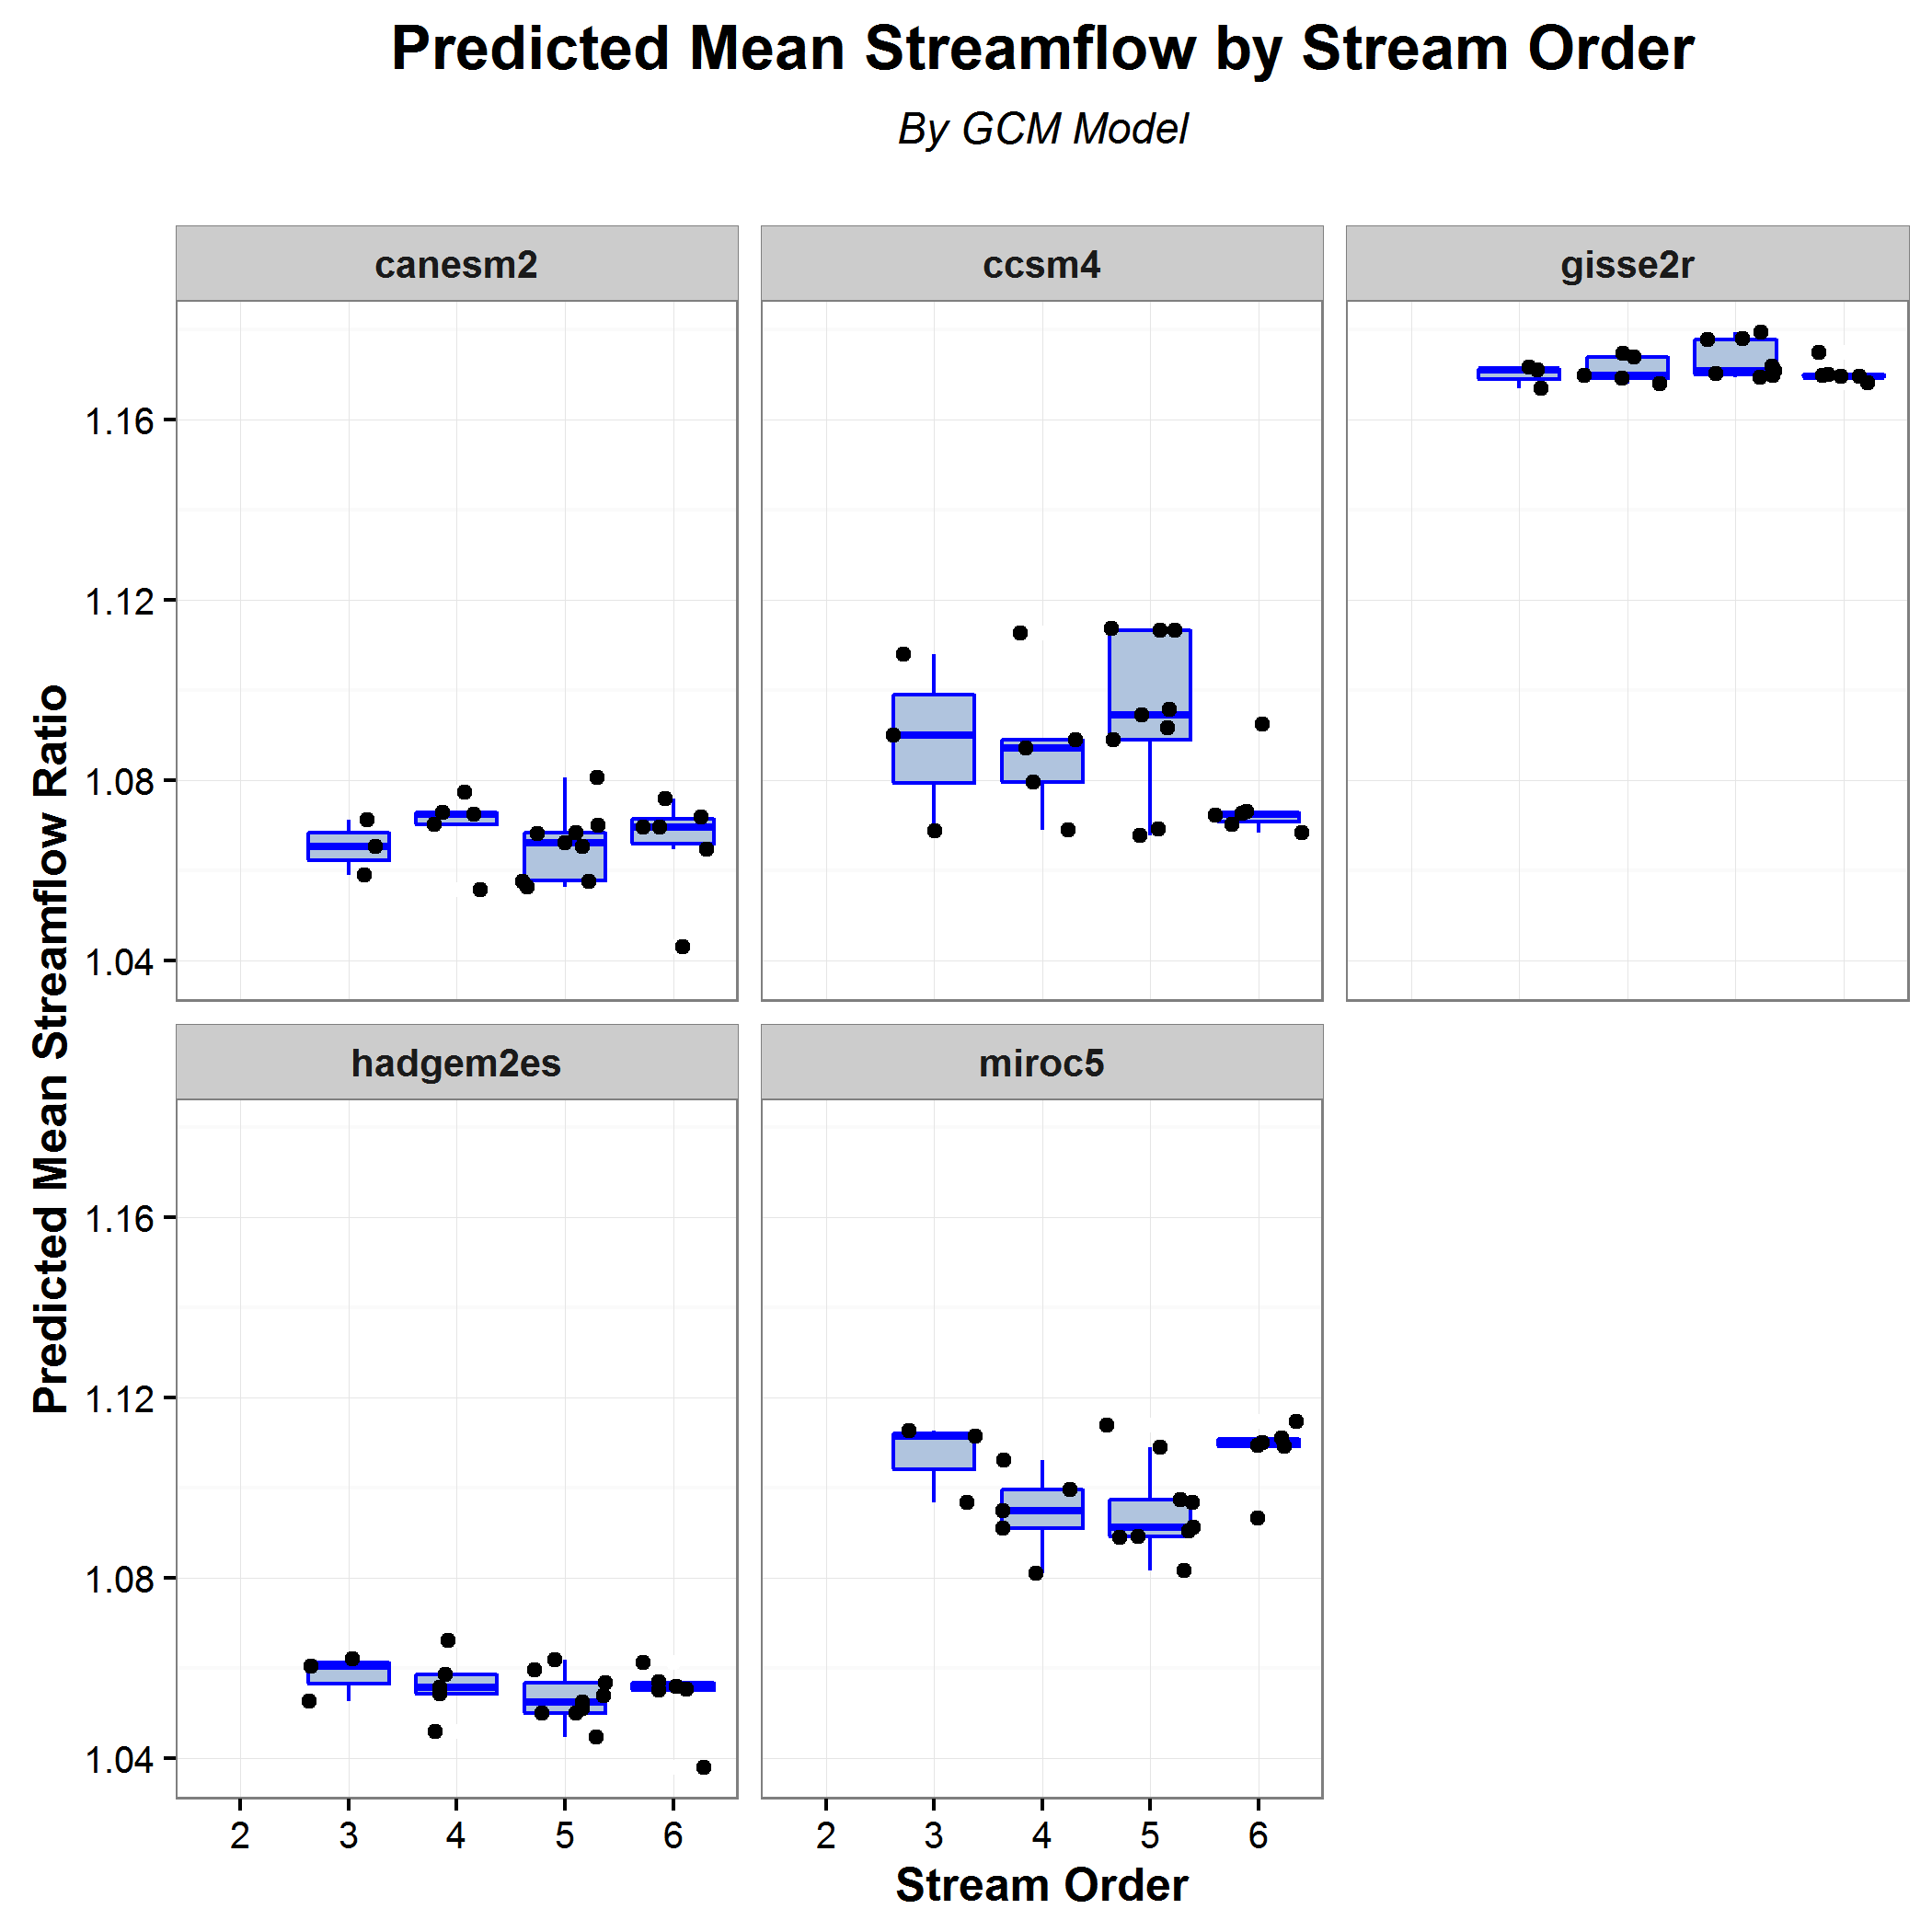 Predicted Mean Streamflow by Stream Order
By GCM Model
canesm2
ccsm4
gisse2r
1.16
1.12
1.08
1.04
Predicted Mean Streamflow Ratio
hadgem2es
miroc5
1.16
1.12
1.08
1.04
2 3 4 5 6
2 3 4 5 6
Stream Order